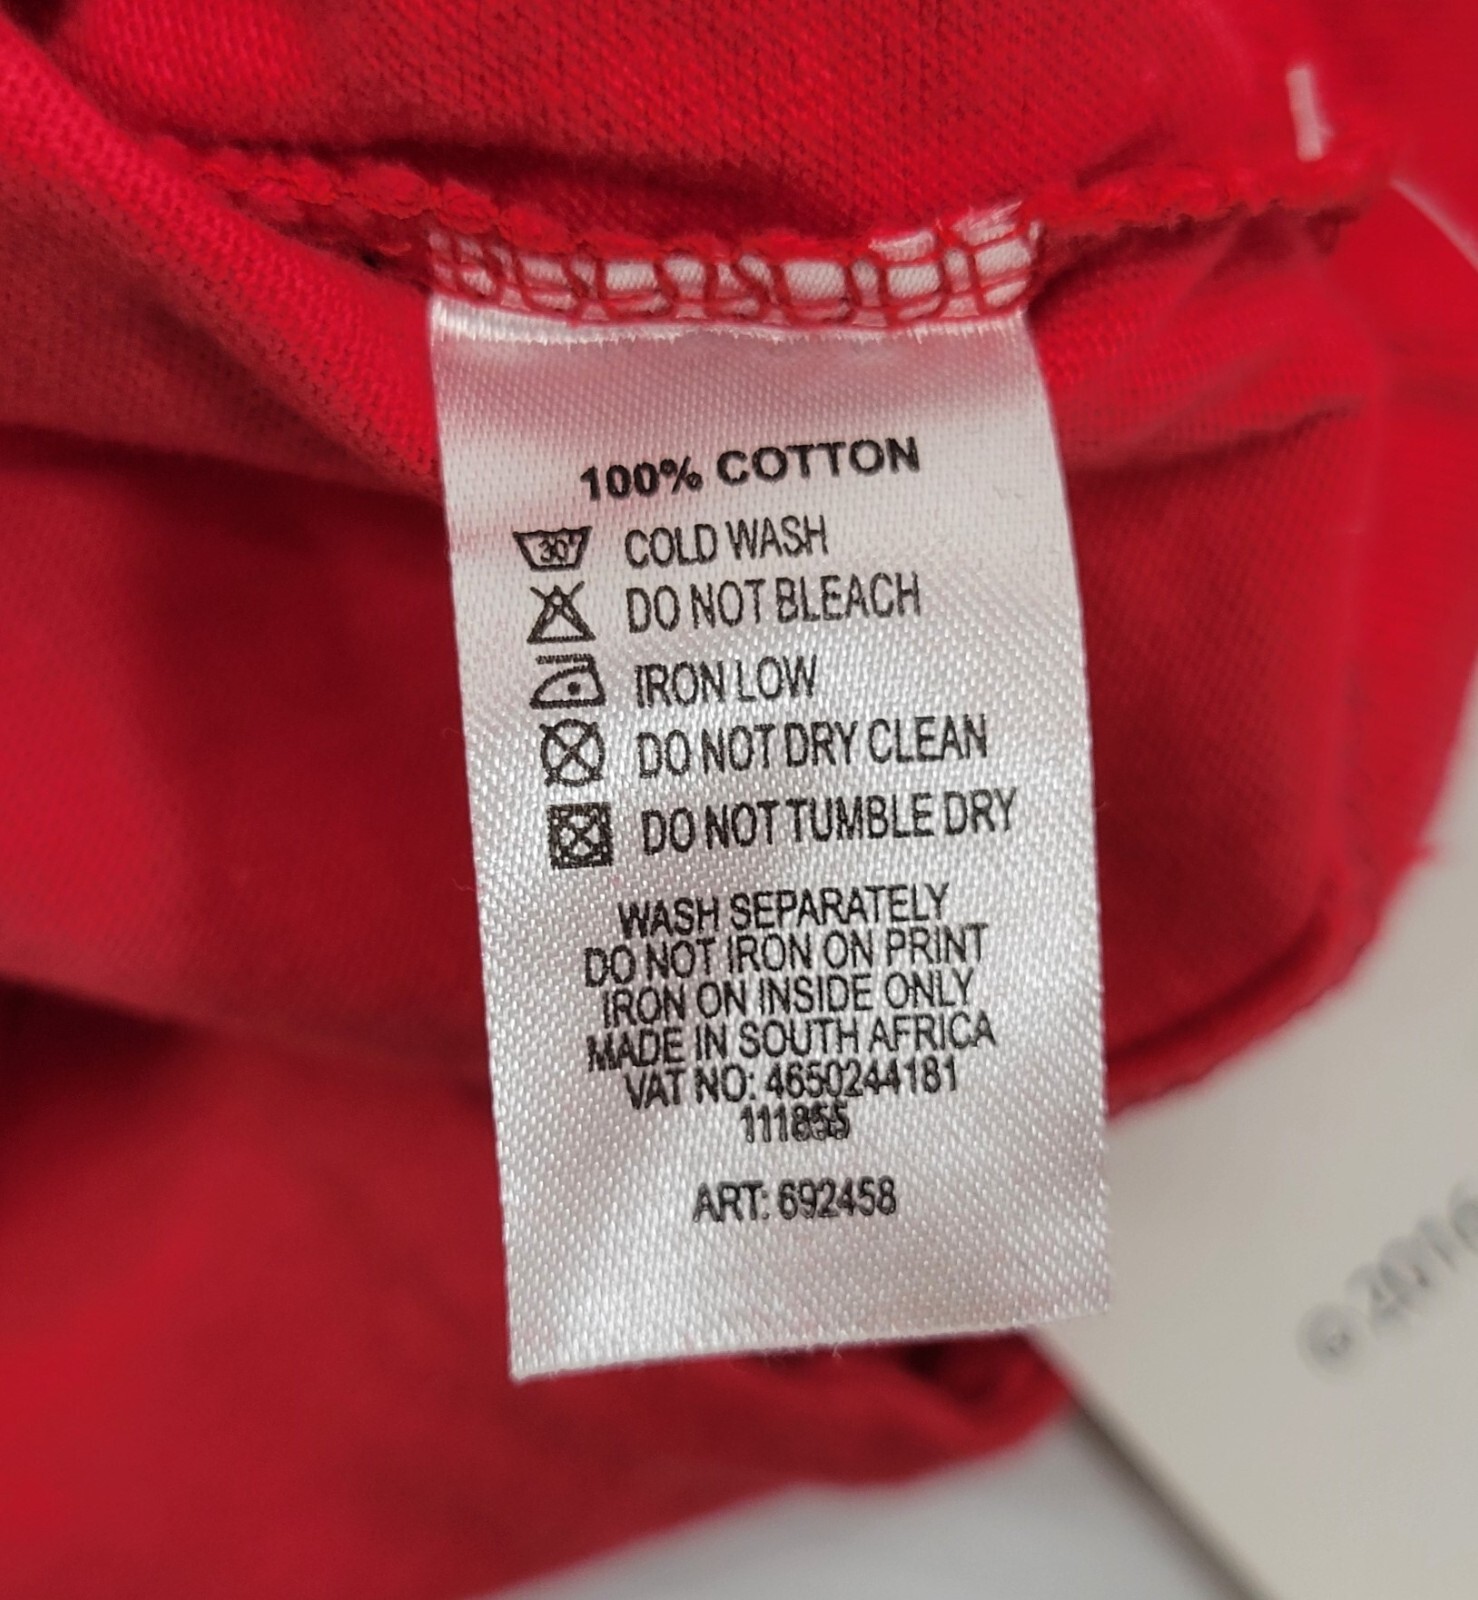 100% COTTON
30° COLD WASH
DO NOT BLEACH
IRON LOW
DO NOT DRY CLEAN
DO NOT TUMBLE DRY
WASH SEPARATELY
DO NOT IRON ON PRINT
IRON ON INSIDE ONLY
MADE IN SOUTH AFRICA
VAT NO: 4650244181
111855
ART: 692458